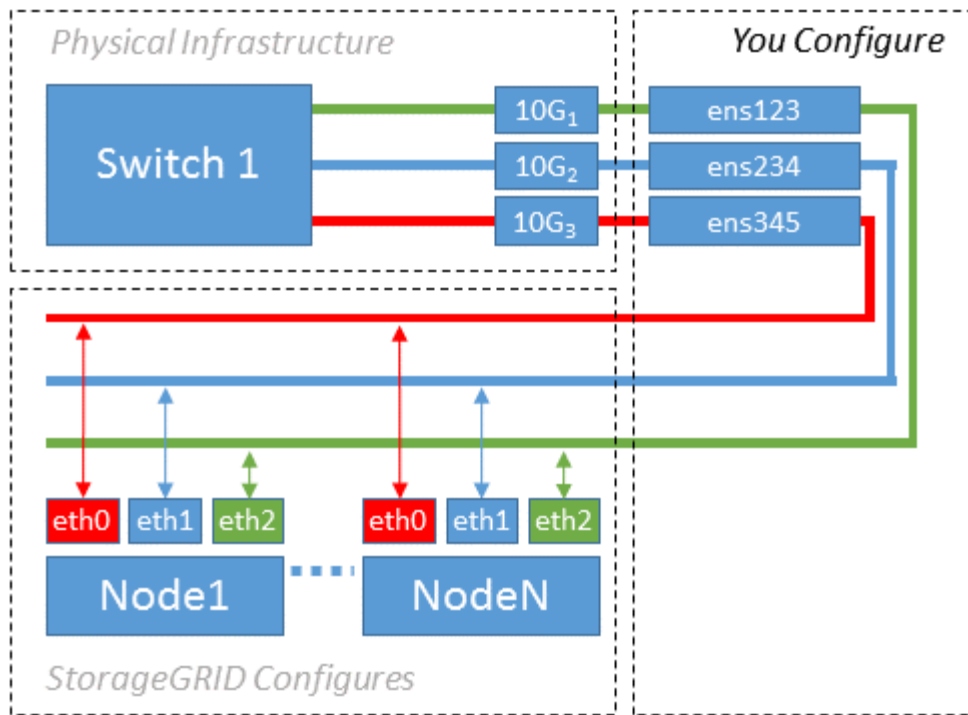 Physical Infrastructure
You Configure
Switch 1
10G₁
ens123
10G₂
ens234
10G₃
ens345
eth0
eth1
eth2
eth0
eth1
eth2
Node1
NodeN
StorageGRID Configures